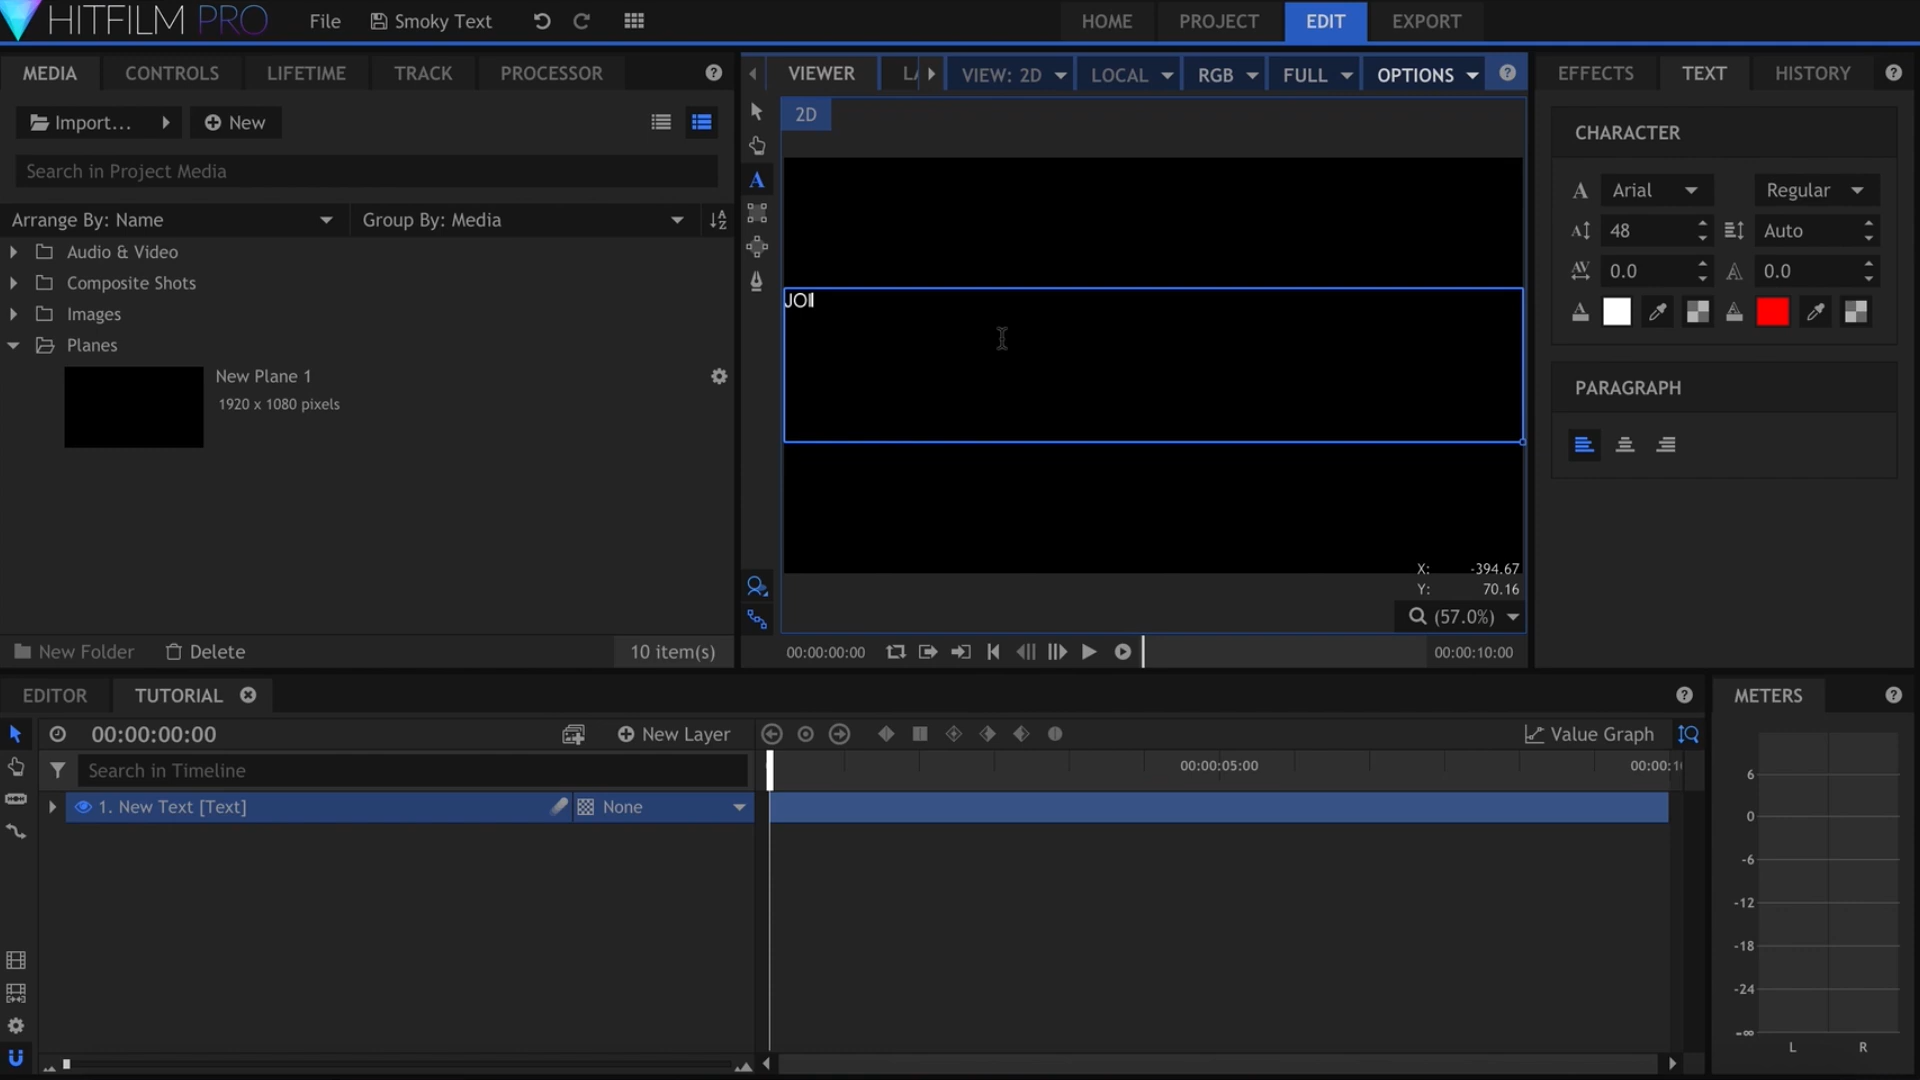 HITFILM PRO
File
Smoky Text
HOME
PROJECT
EDIT
EXPORT
MEDIA
CONTROLS
LIFETIME
TRACK
PROCESSOR
VIEWER
VIEW: 2D
LOCAL
RGB
FULL
OPTIONS
EFFECTS
TEXT
HISTORY
Import...
New
Search in Project Media
Arrange By: Name
Group By: Media
Audio & Video
Composite Shots
Images
Planes
New Plane 1
1920 x 1080 pixels
New Folder
Delete
10 item(s)
2D
X: -394.67
Y: 70.16
(57.0%)
00:00:00:00
00:00:10:00
CHARACTER
Arial
Regular
48
Auto
0.0
0.0
PARAGRAPH
EDITOR
TUTORIAL
00:00:00:00
New Layer
Value Graph
Search in Timeline
00:00:05:00
1. New Text [Text]
None
METERS
6
0
-6
-12
-18
-24
-∞
L
R